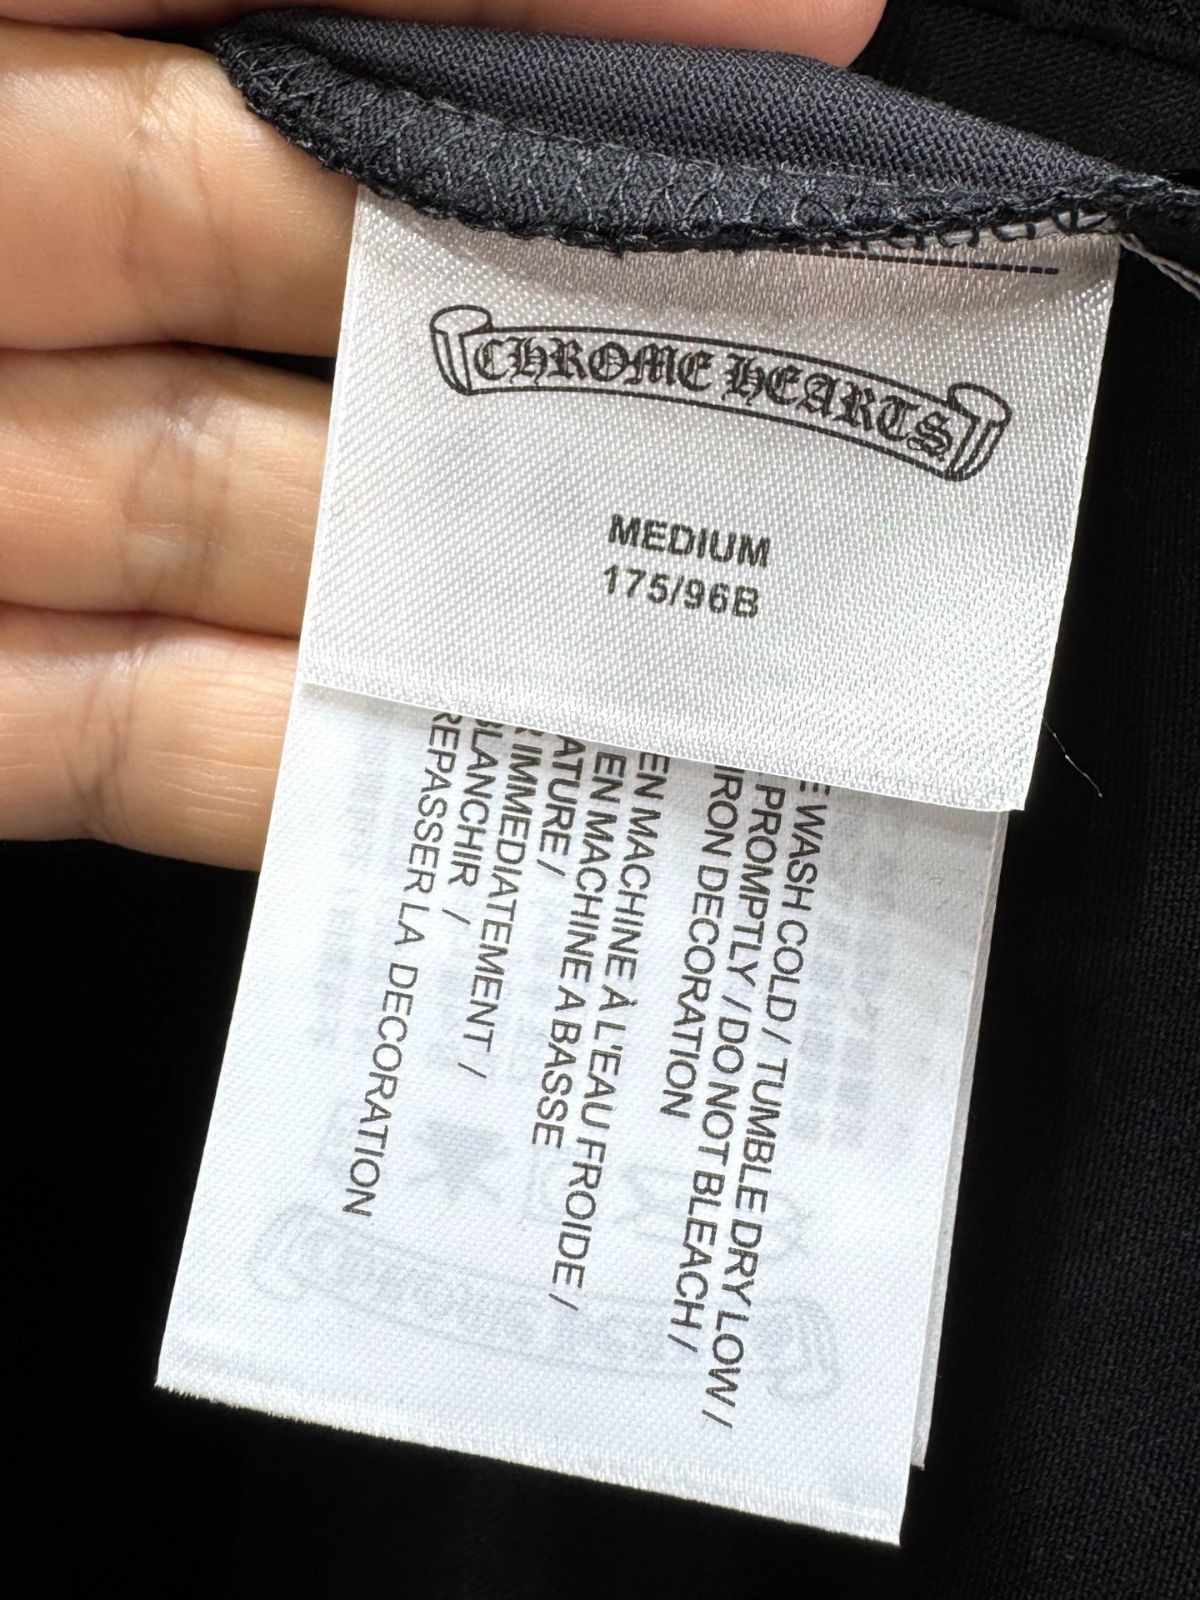 CHROME HEARTS
MEDIUM
175/96B
WASH COLD / TUMBLE DRY LOW /
PROMPTLY / DO NOT BLEACH /
IRON DECORATION
EN MACHINE À L'EAU FROIDE /
EN MACHINE A BASSE
ATURE /
IMMEDIATEMENT /
BLANCHIR /
REPASSER LA DECORATION